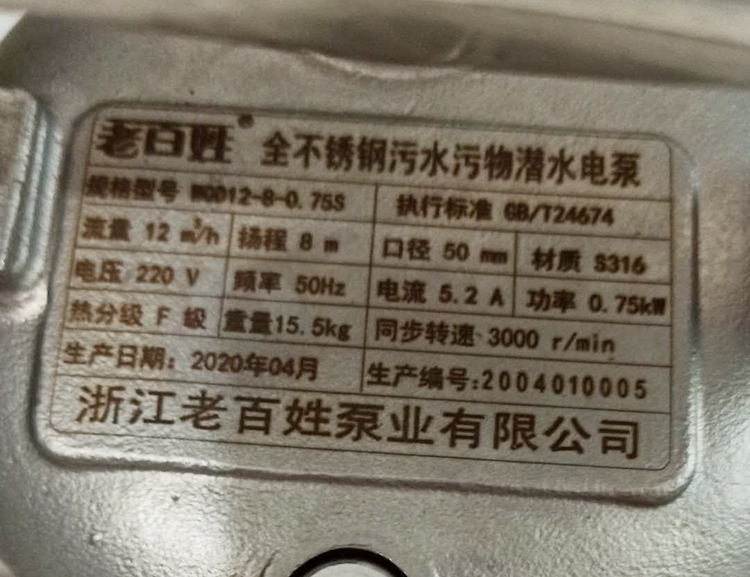 老百姓® 全不锈钢污水污物潜水电泵
规格型号 WQD12-8-0.75S 执行标准 GB/T24674
流量 12 m³/h 扬程 8 m 口径 50 mm 材质 S316
电压 220 V 频率 50Hz 电流 5.2 A 功率 0.75kW
热分级 F 级 重量15.5kg 同步转速 3000 r/min
生产日期: 2020年04月 生产编号:2004010005
浙江老百姓泵业有限公司